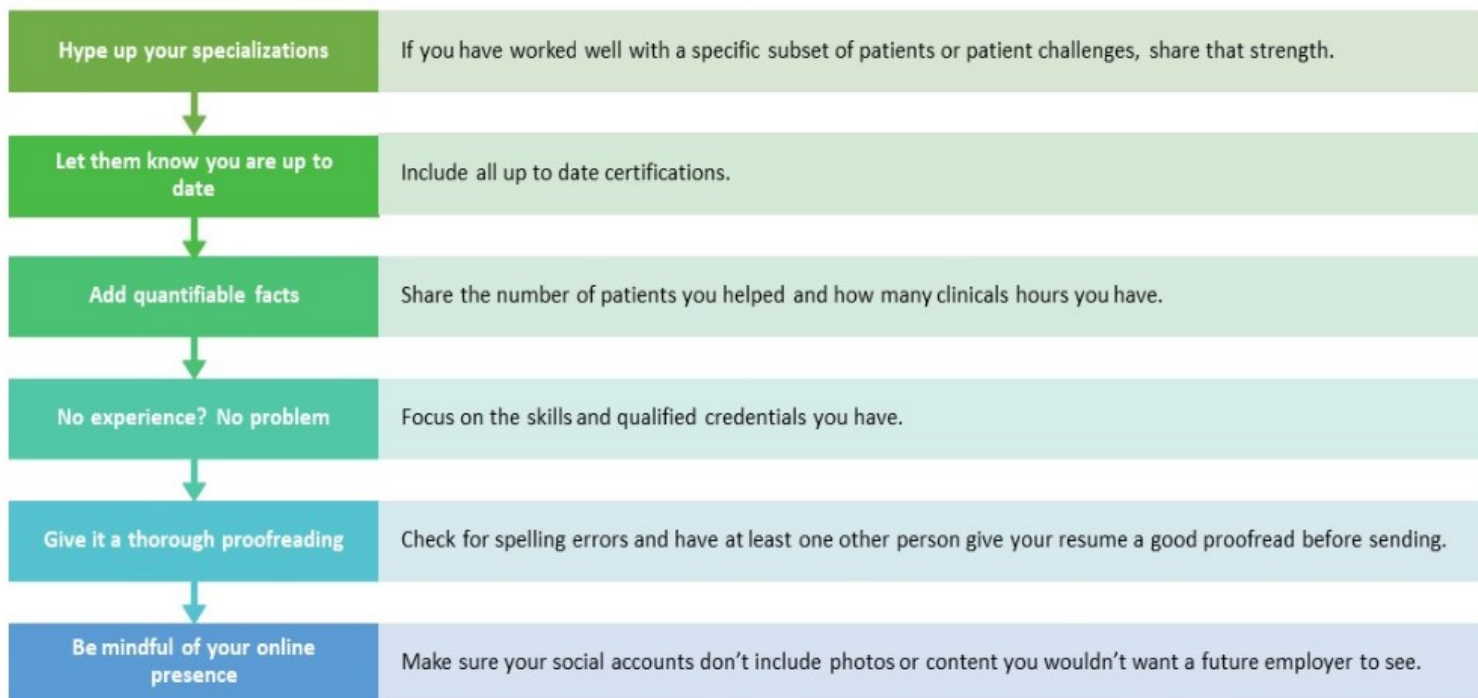 Hype up your specializations
If you have worked well with a specific subset of patients or patient challenges, share that strength.
Let them know you are up to
date
Include all up to date certifications.
Add quantifiable facts
Share the number of patients you helped and how many clinicals hours you have.
No experience? No problem
Focus on the skills and qualified credentials you have.
Give it a thorough proofreading
Check for spelling errors and have at least one other person give your resume a good proofread before sending.
Be mindful of your online
presence
Make sure your social accounts don’t include photos or content you wouldn’t want a future employer to see.